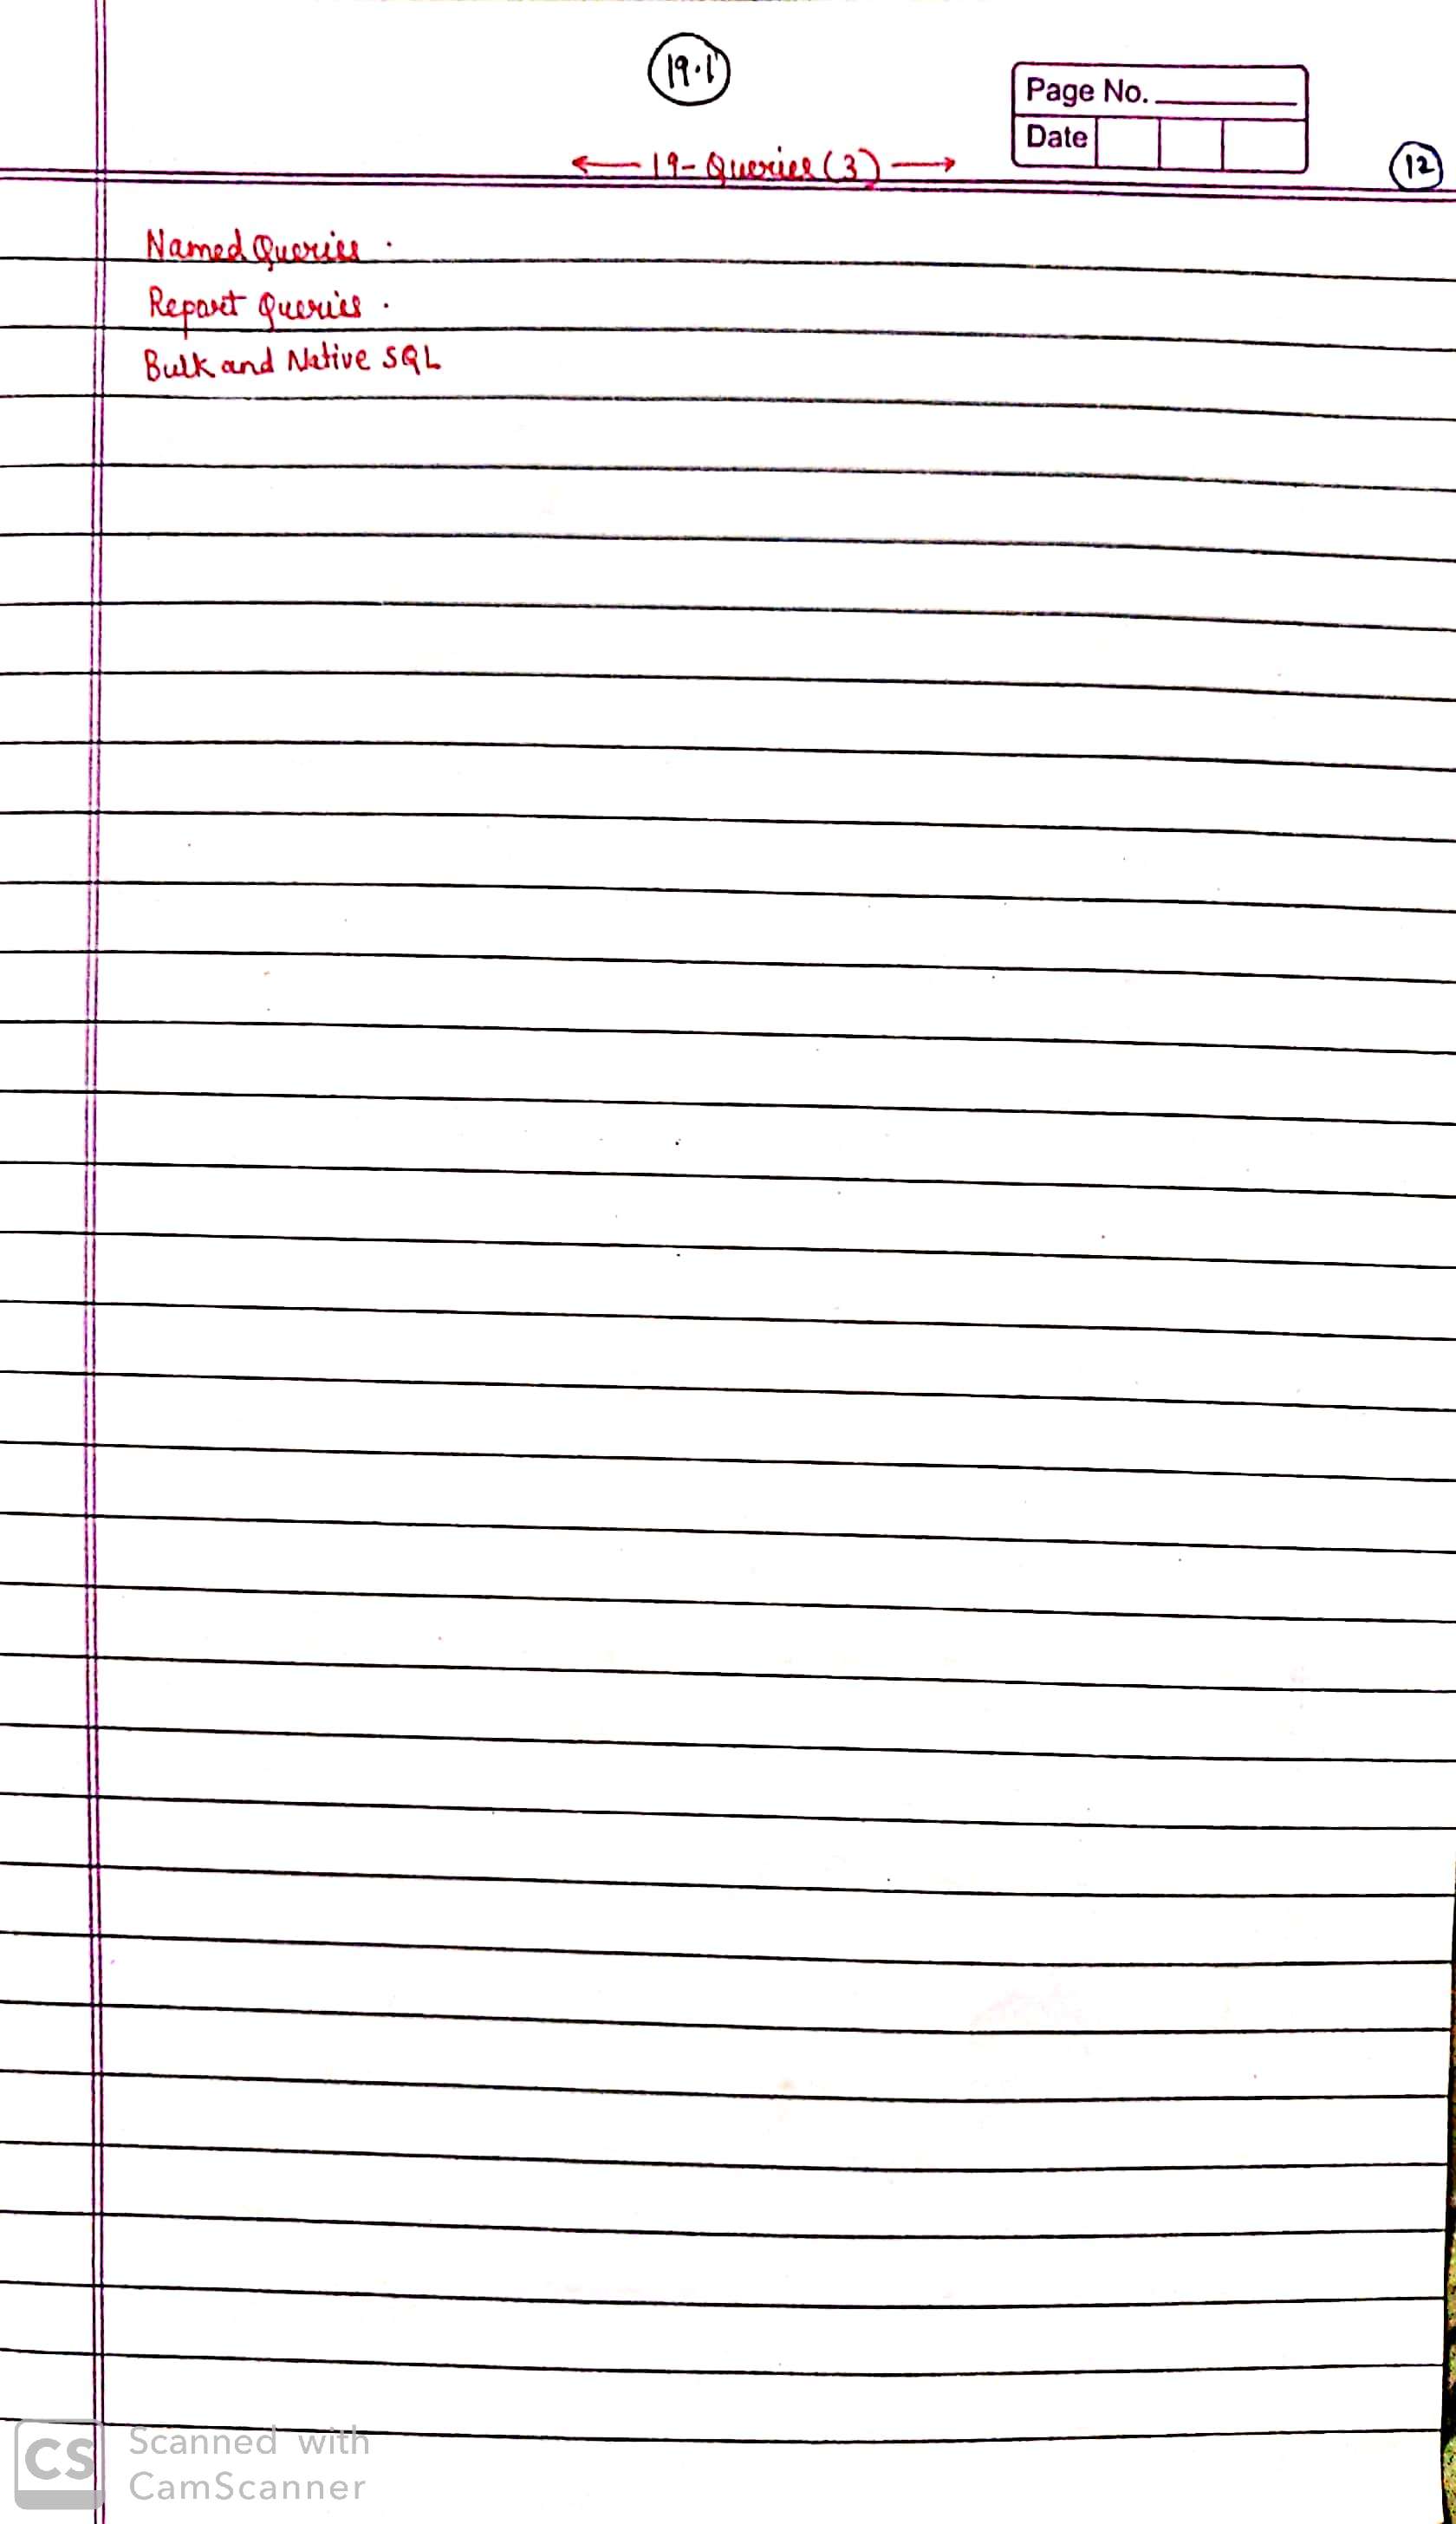 19.1
Page No.
Date
← 19- Queries (3) →
12
Named Queries .
Report Queries .
Bulk and Native SQL
CS Scanned with
CamScanner